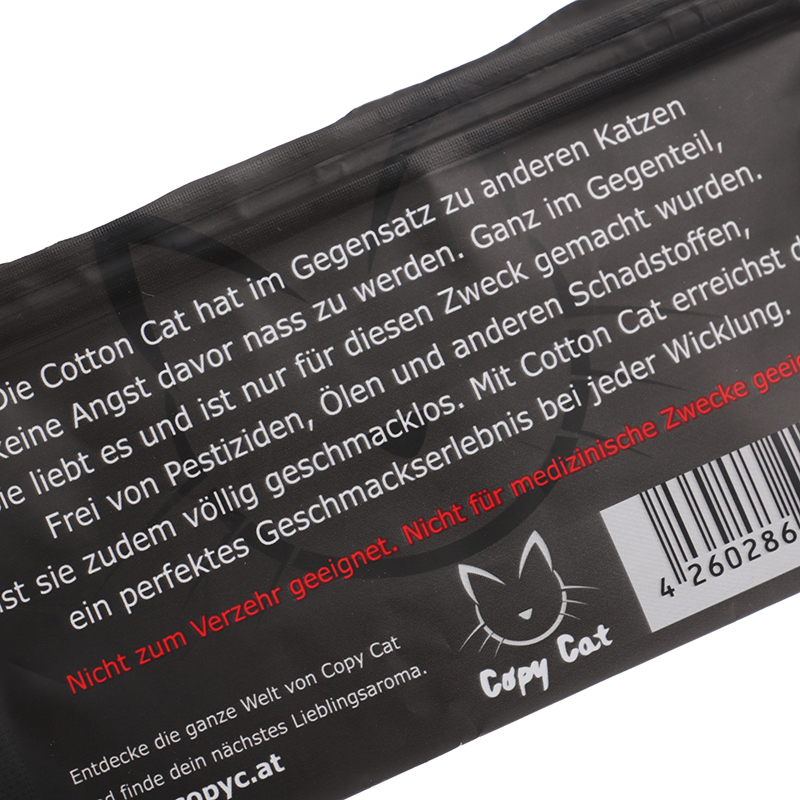 Die Cotton Cat hat im Gegensatz zu anderen Katzen
keine Angst davor nass zu werden. Ganz im Gegenteil,
sie liebt es und ist nur für diesen Zweck gemacht wurden.
Frei von Pestiziden, Ölen und anderen Schadstoffen,
ist sie zudem völlig geschmacklos. Mit Cotton Cat erreichst d
ein perfektes Geschmackserlebnis bei jeder Wicklung.
Nicht zum Verzehr geeignet. Nicht für medizinische Zwecke geeig
4 260286
Copy Cat
Entdecke die ganze Welt von Copy Cat
und finde dein nächstes Lieblingsaroma.
copyc.at